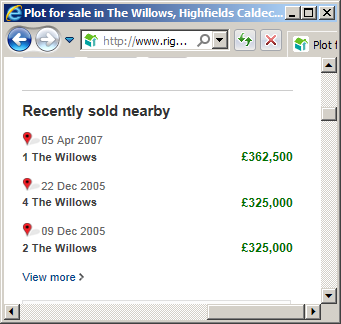 Plot for sale in The Willows, Highfields Caldec...
http://www.rig...
Plot f
Recently sold nearby
05 Apr 2007
1 The Willows £362,500
22 Dec 2005
4 The Willows £325,000
09 Dec 2005
2 The Willows £325,000
View more